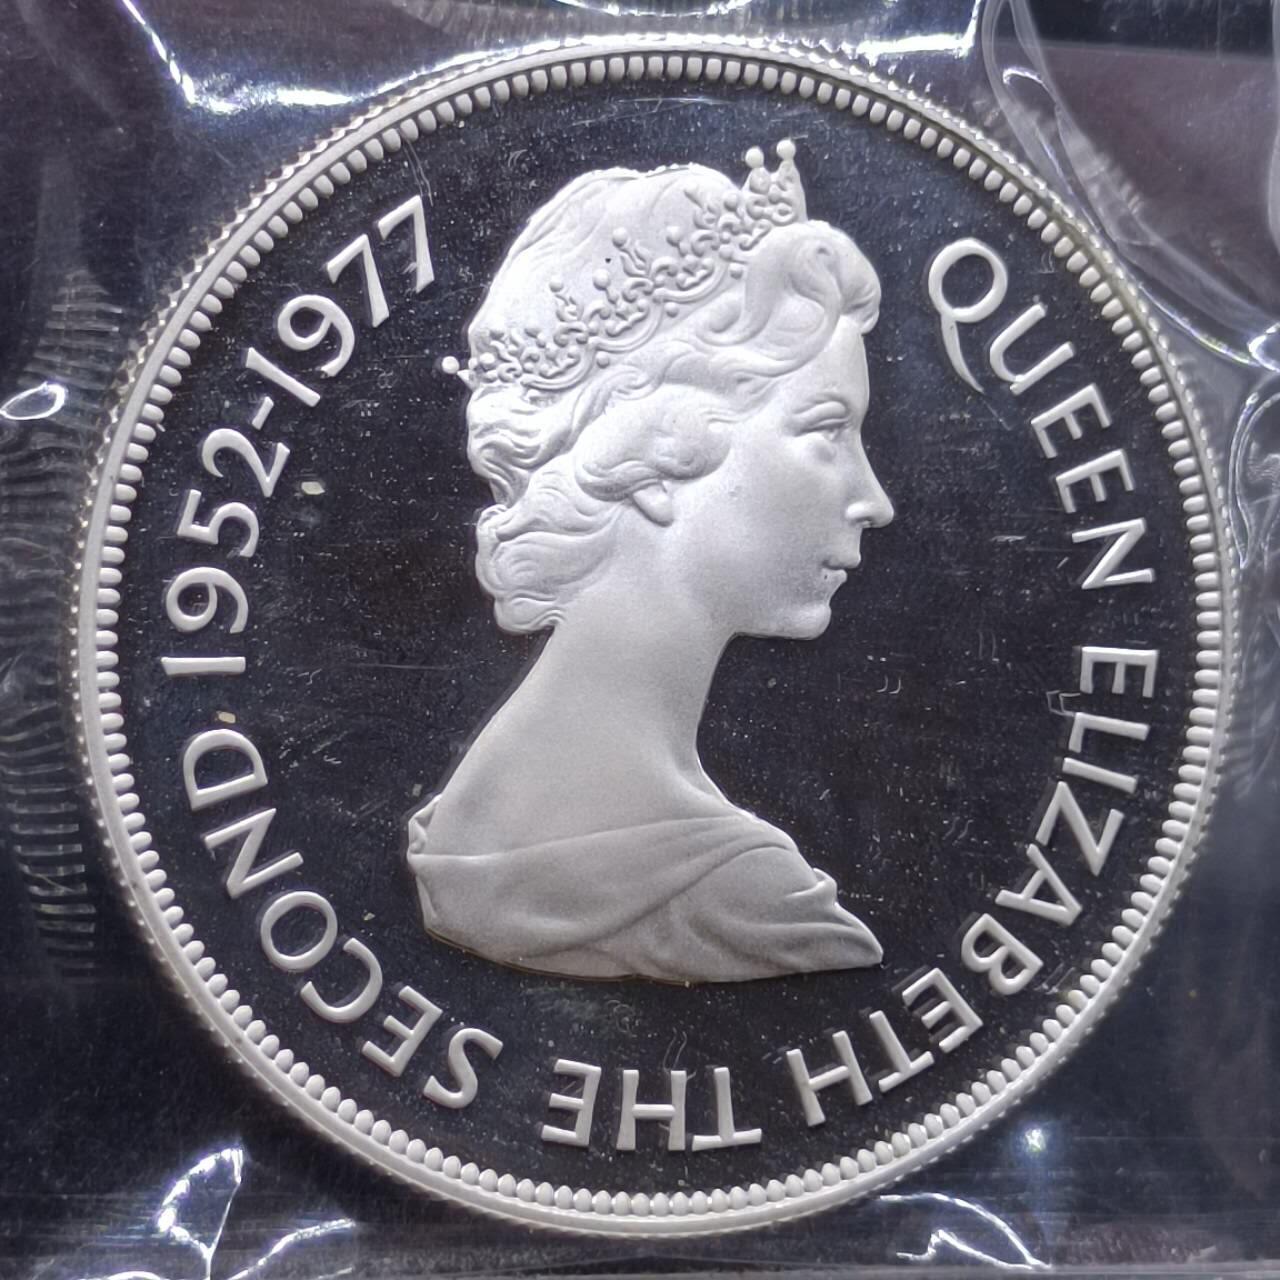 QUEEN ELIZABETH THE SECOND·1952-1977